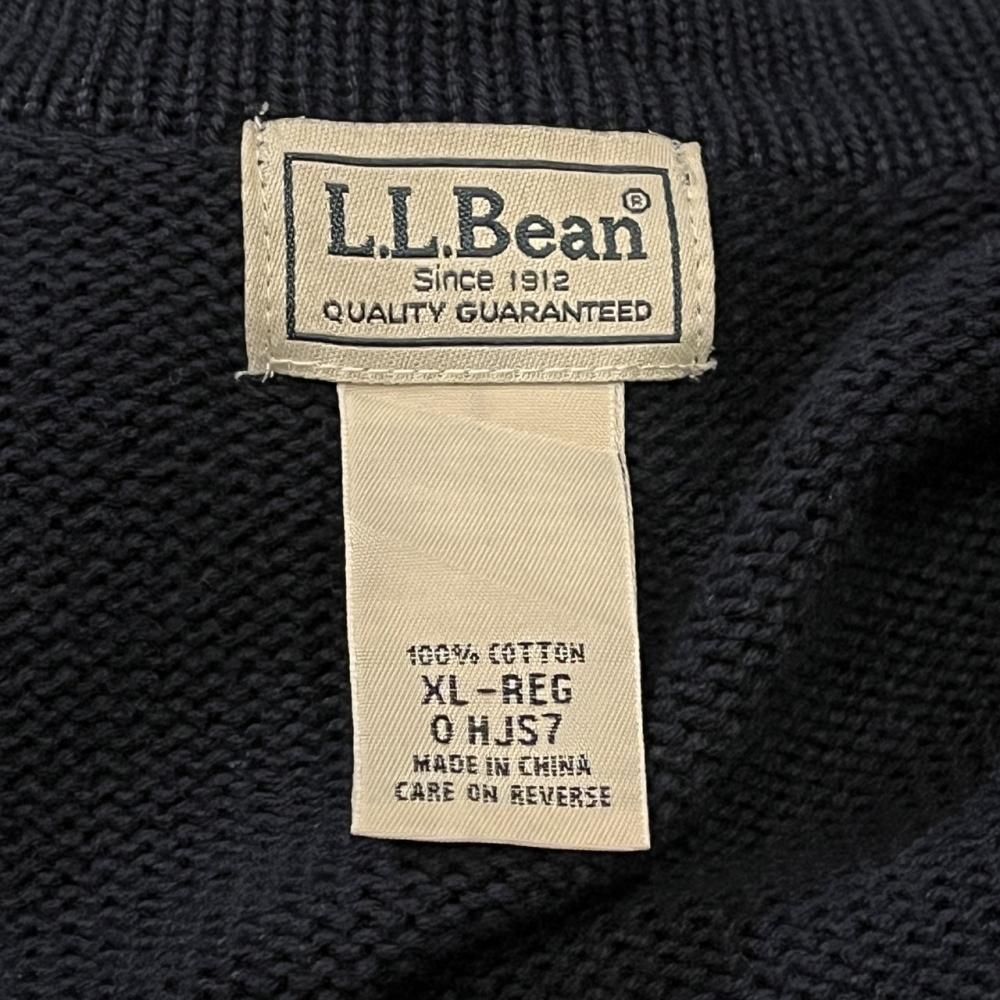 L.L.Bean®
Since 1912
QUALITY GUARANTEED
100% COTTON
XL-REG
0 HJS7
MADE IN CHINA
CARE ON REVERSE